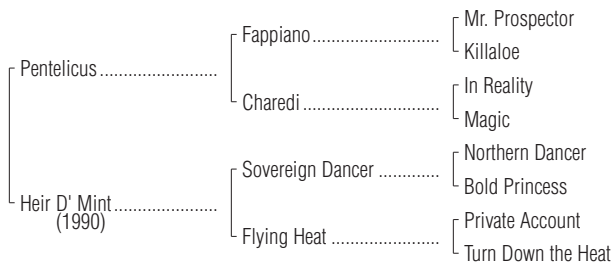 Mr. Prospector
Fappiano
Killaloe
Pentelicus
In Reality
Charedi
Magic
Northern Dancer
Sovereign Dancer
Bold Princess
Heir D' Mint
(1990)
Private Account
Flying Heat
Turn Down the Heat